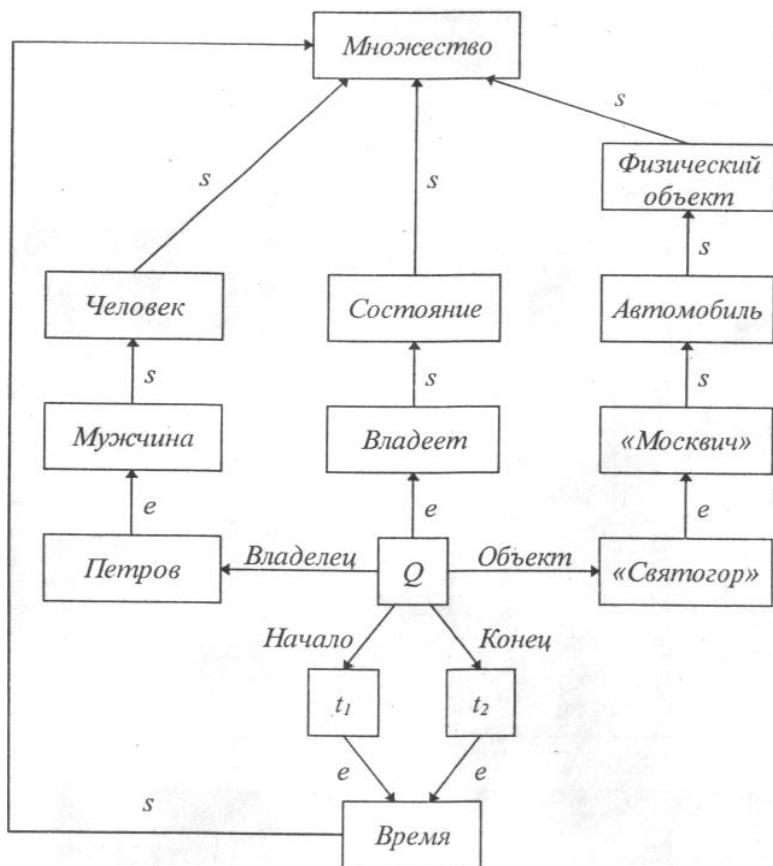 Множество
s
s
s
Физический
объект
s
Человек
Состояние
Автомобиль
s
s
s
Мужчина
Владеет
«Москвич»
e
e
e
Петров
Владелец
Q
Объект
«Святогор»
Начало
Конец
t₁
t₂
e
e
s
Время